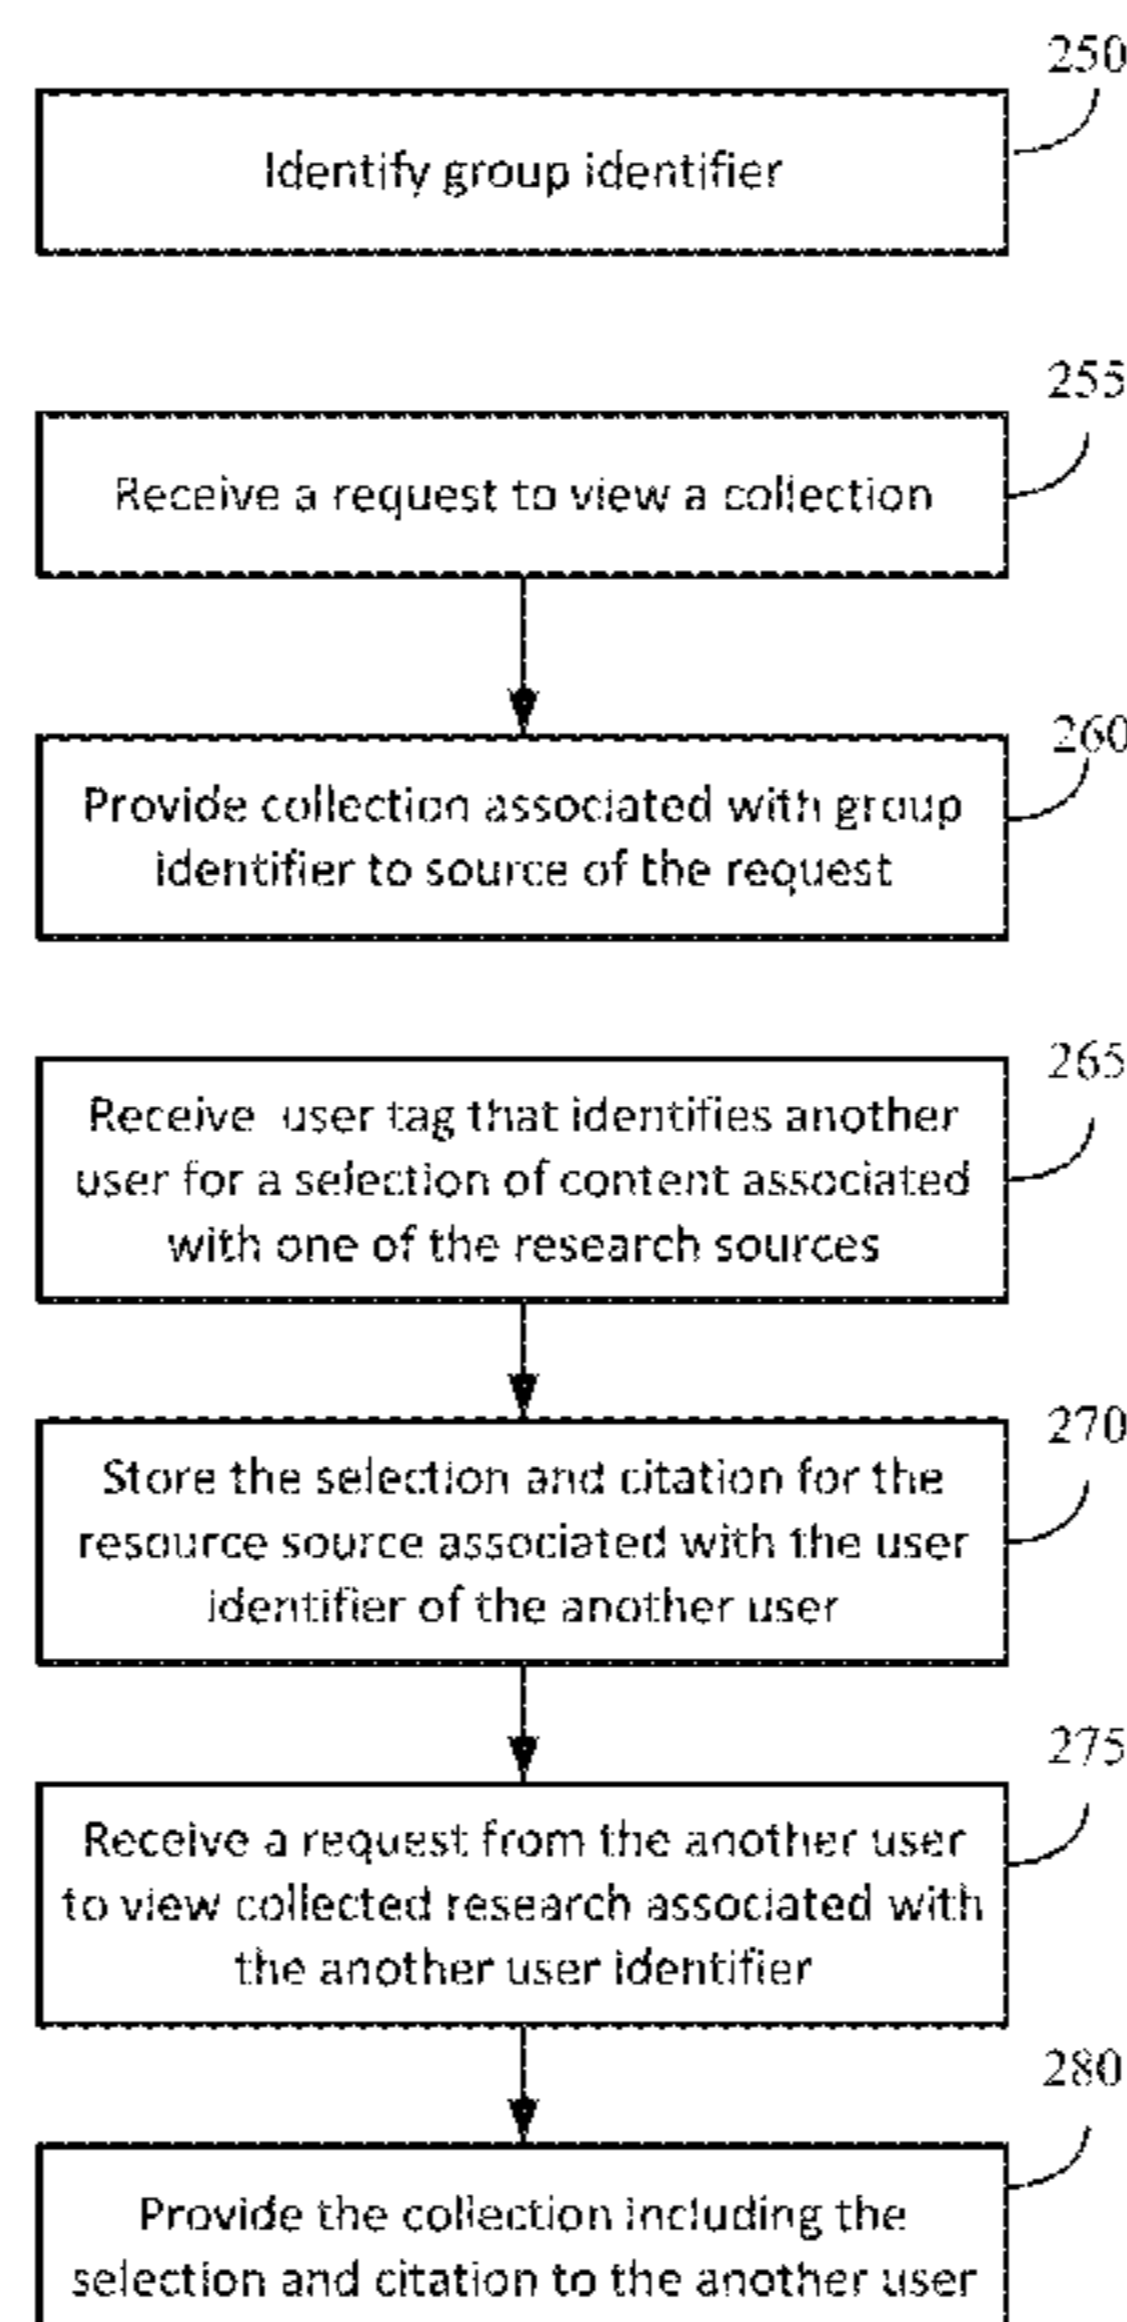 250
Identify group identifier
255
Receive a request to view a collection
260
Provide collection associated with group
identifier to source of the request
265
Receive user tag that identifies another
user for a selection of content associated
with one of the research sources
270
Store the selection and citation for the
resource source associated with the user
identifier of the another user
275
Receive a request from the another user
to view collected research associated with
the another user identifier
280
Provide the collection including the
selection and citation to the another user